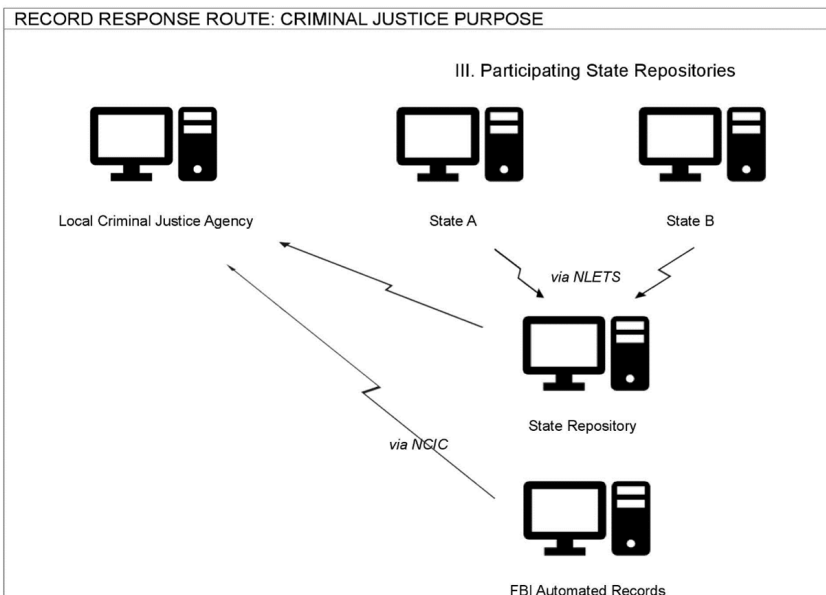 RECORD RESPONSE ROUTE: CRIMINAL JUSTICE PURPOSE
III. Participating State Repositories
Local Criminal Justice Agency
State A
State B
via NLETS
State Repository
via NCIC
FBI Automated Records